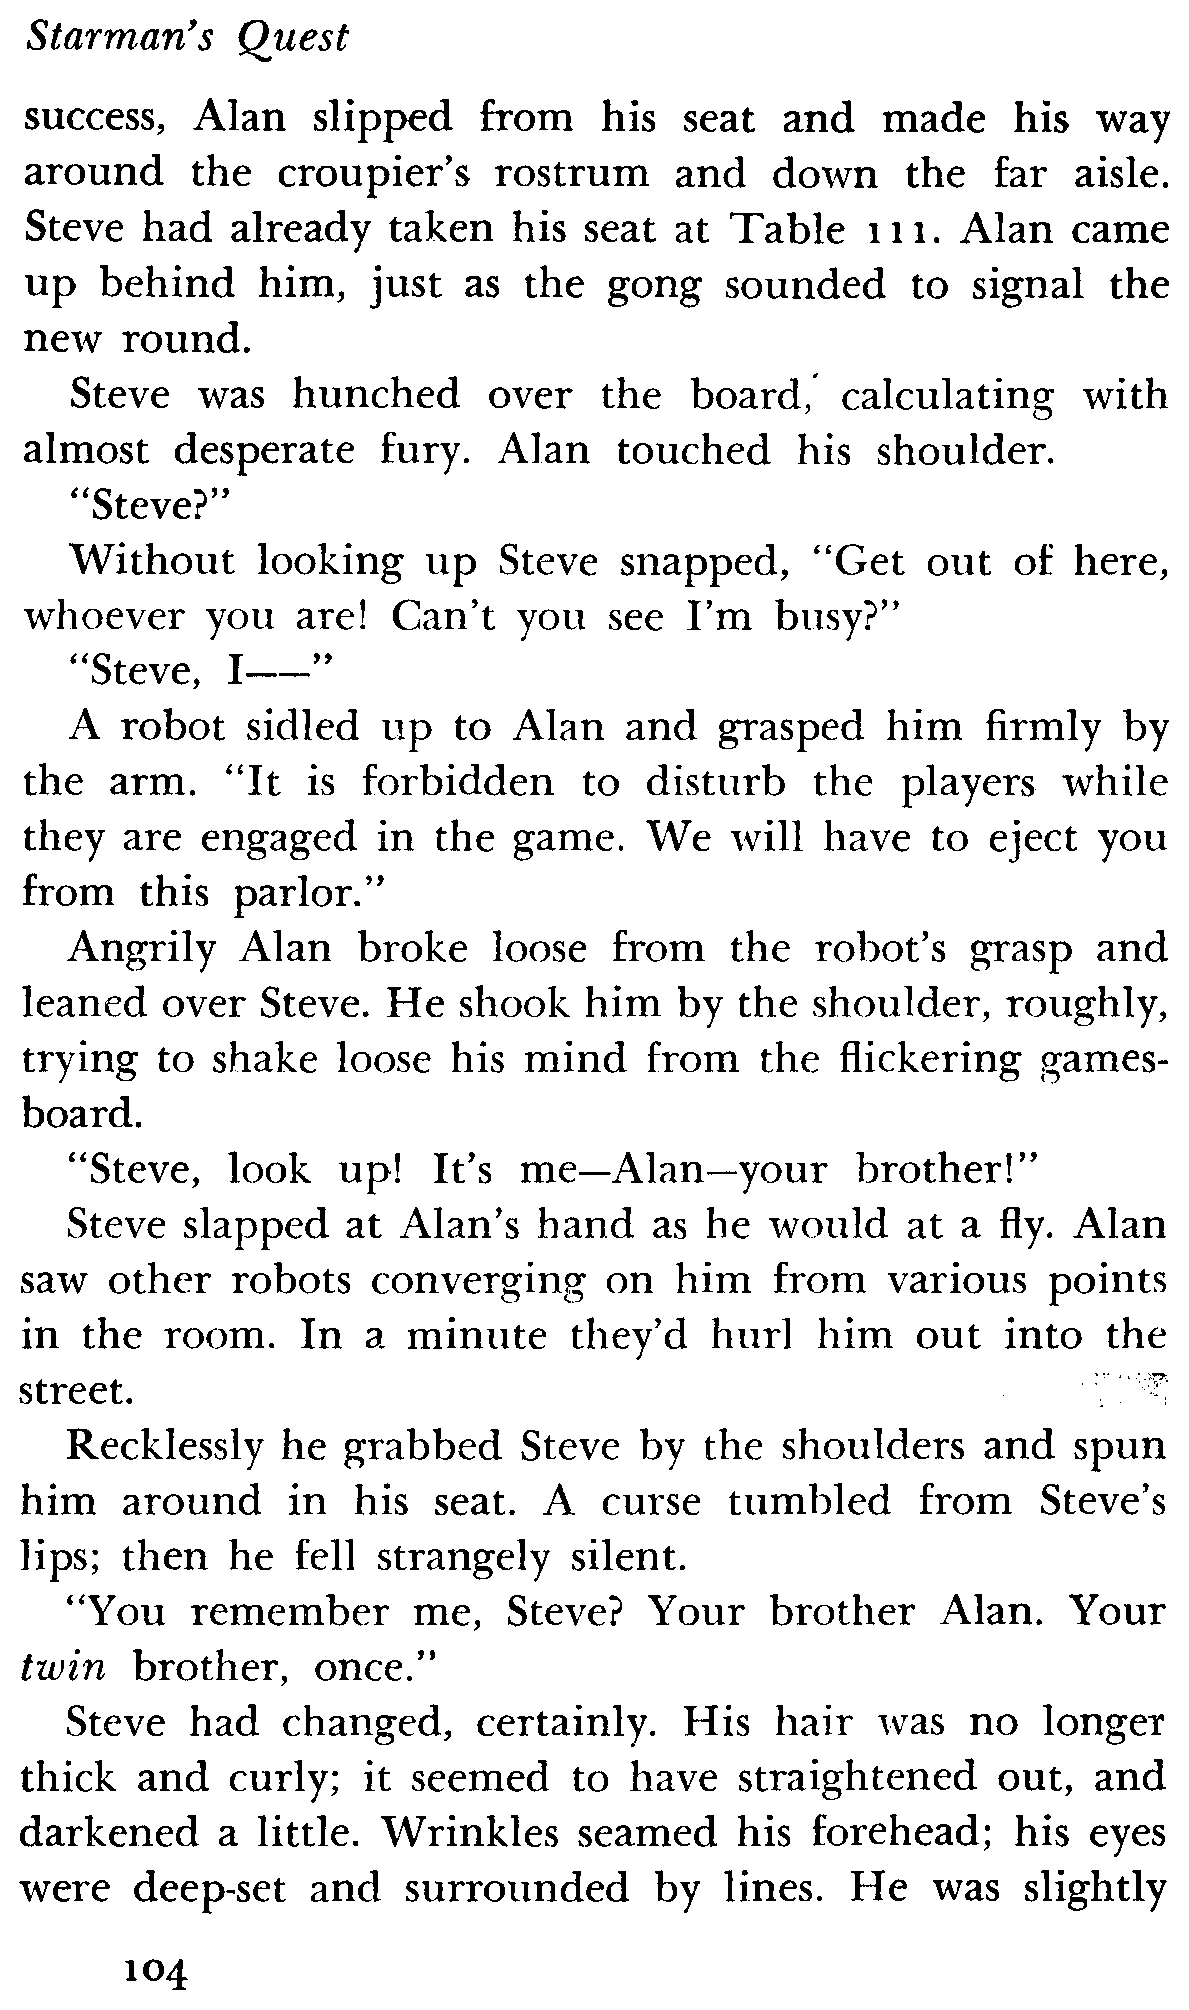 Starman's Quest
success, Alan slipped from his seat and made his way
around the croupier's rostrum and down the far aisle.
Steve had already taken his seat at Table 111. Alan came
up behind him, just as the gong sounded to signal the
new round.
Steve was hunched over the board, calculating with
almost desperate fury. Alan touched his shoulder.
"Steve?"
Without looking up Steve snapped, "Get out of here,
whoever you are! Can't you see I'm busy?"
"Steve, I——"
A robot sidled up to Alan and grasped him firmly by
the arm. "It is forbidden to disturb the players while
they are engaged in the game. We will have to eject you
from this parlor."
Angrily Alan broke loose from the robot's grasp and
leaned over Steve. He shook him by the shoulder, roughly,
trying to shake loose his mind from the flickering games-
board.
"Steve, look up! It's me—Alan—your brother!"
Steve slapped at Alan's hand as he would at a fly. Alan
saw other robots converging on him from various points
in the room. In a minute they'd hurl him out into the
street.
Recklessly he grabbed Steve by the shoulders and spun
him around in his seat. A curse tumbled from Steve's
lips; then he fell strangely silent.
"You remember me, Steve? Your brother Alan. Your
twin brother, once."
Steve had changed, certainly. His hair was no longer
thick and curly; it seemed to have straightened out, and
darkened a little. Wrinkles seamed his forehead; his eyes
were deep-set and surrounded by lines. He was slightly
104